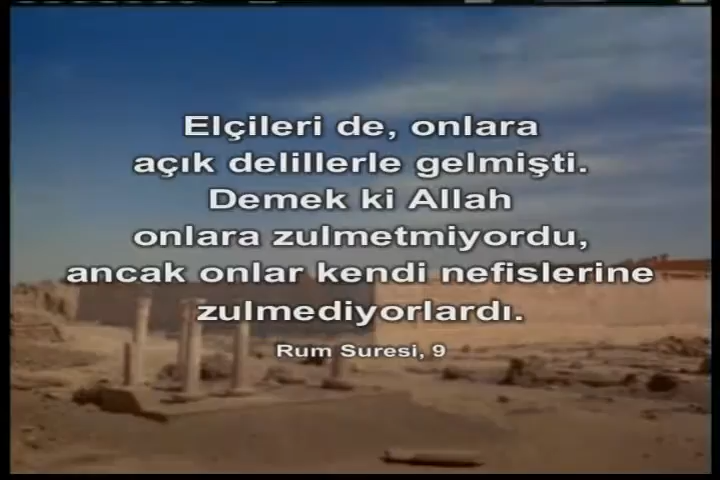 Elçileri de, onlara
açık delillerle gelmişti.
Demek ki Allah
onlara zulmetmiyordu,
ancak onlar kendi nefislerine
zulmediyorlardı.
Rum Suresi, 9